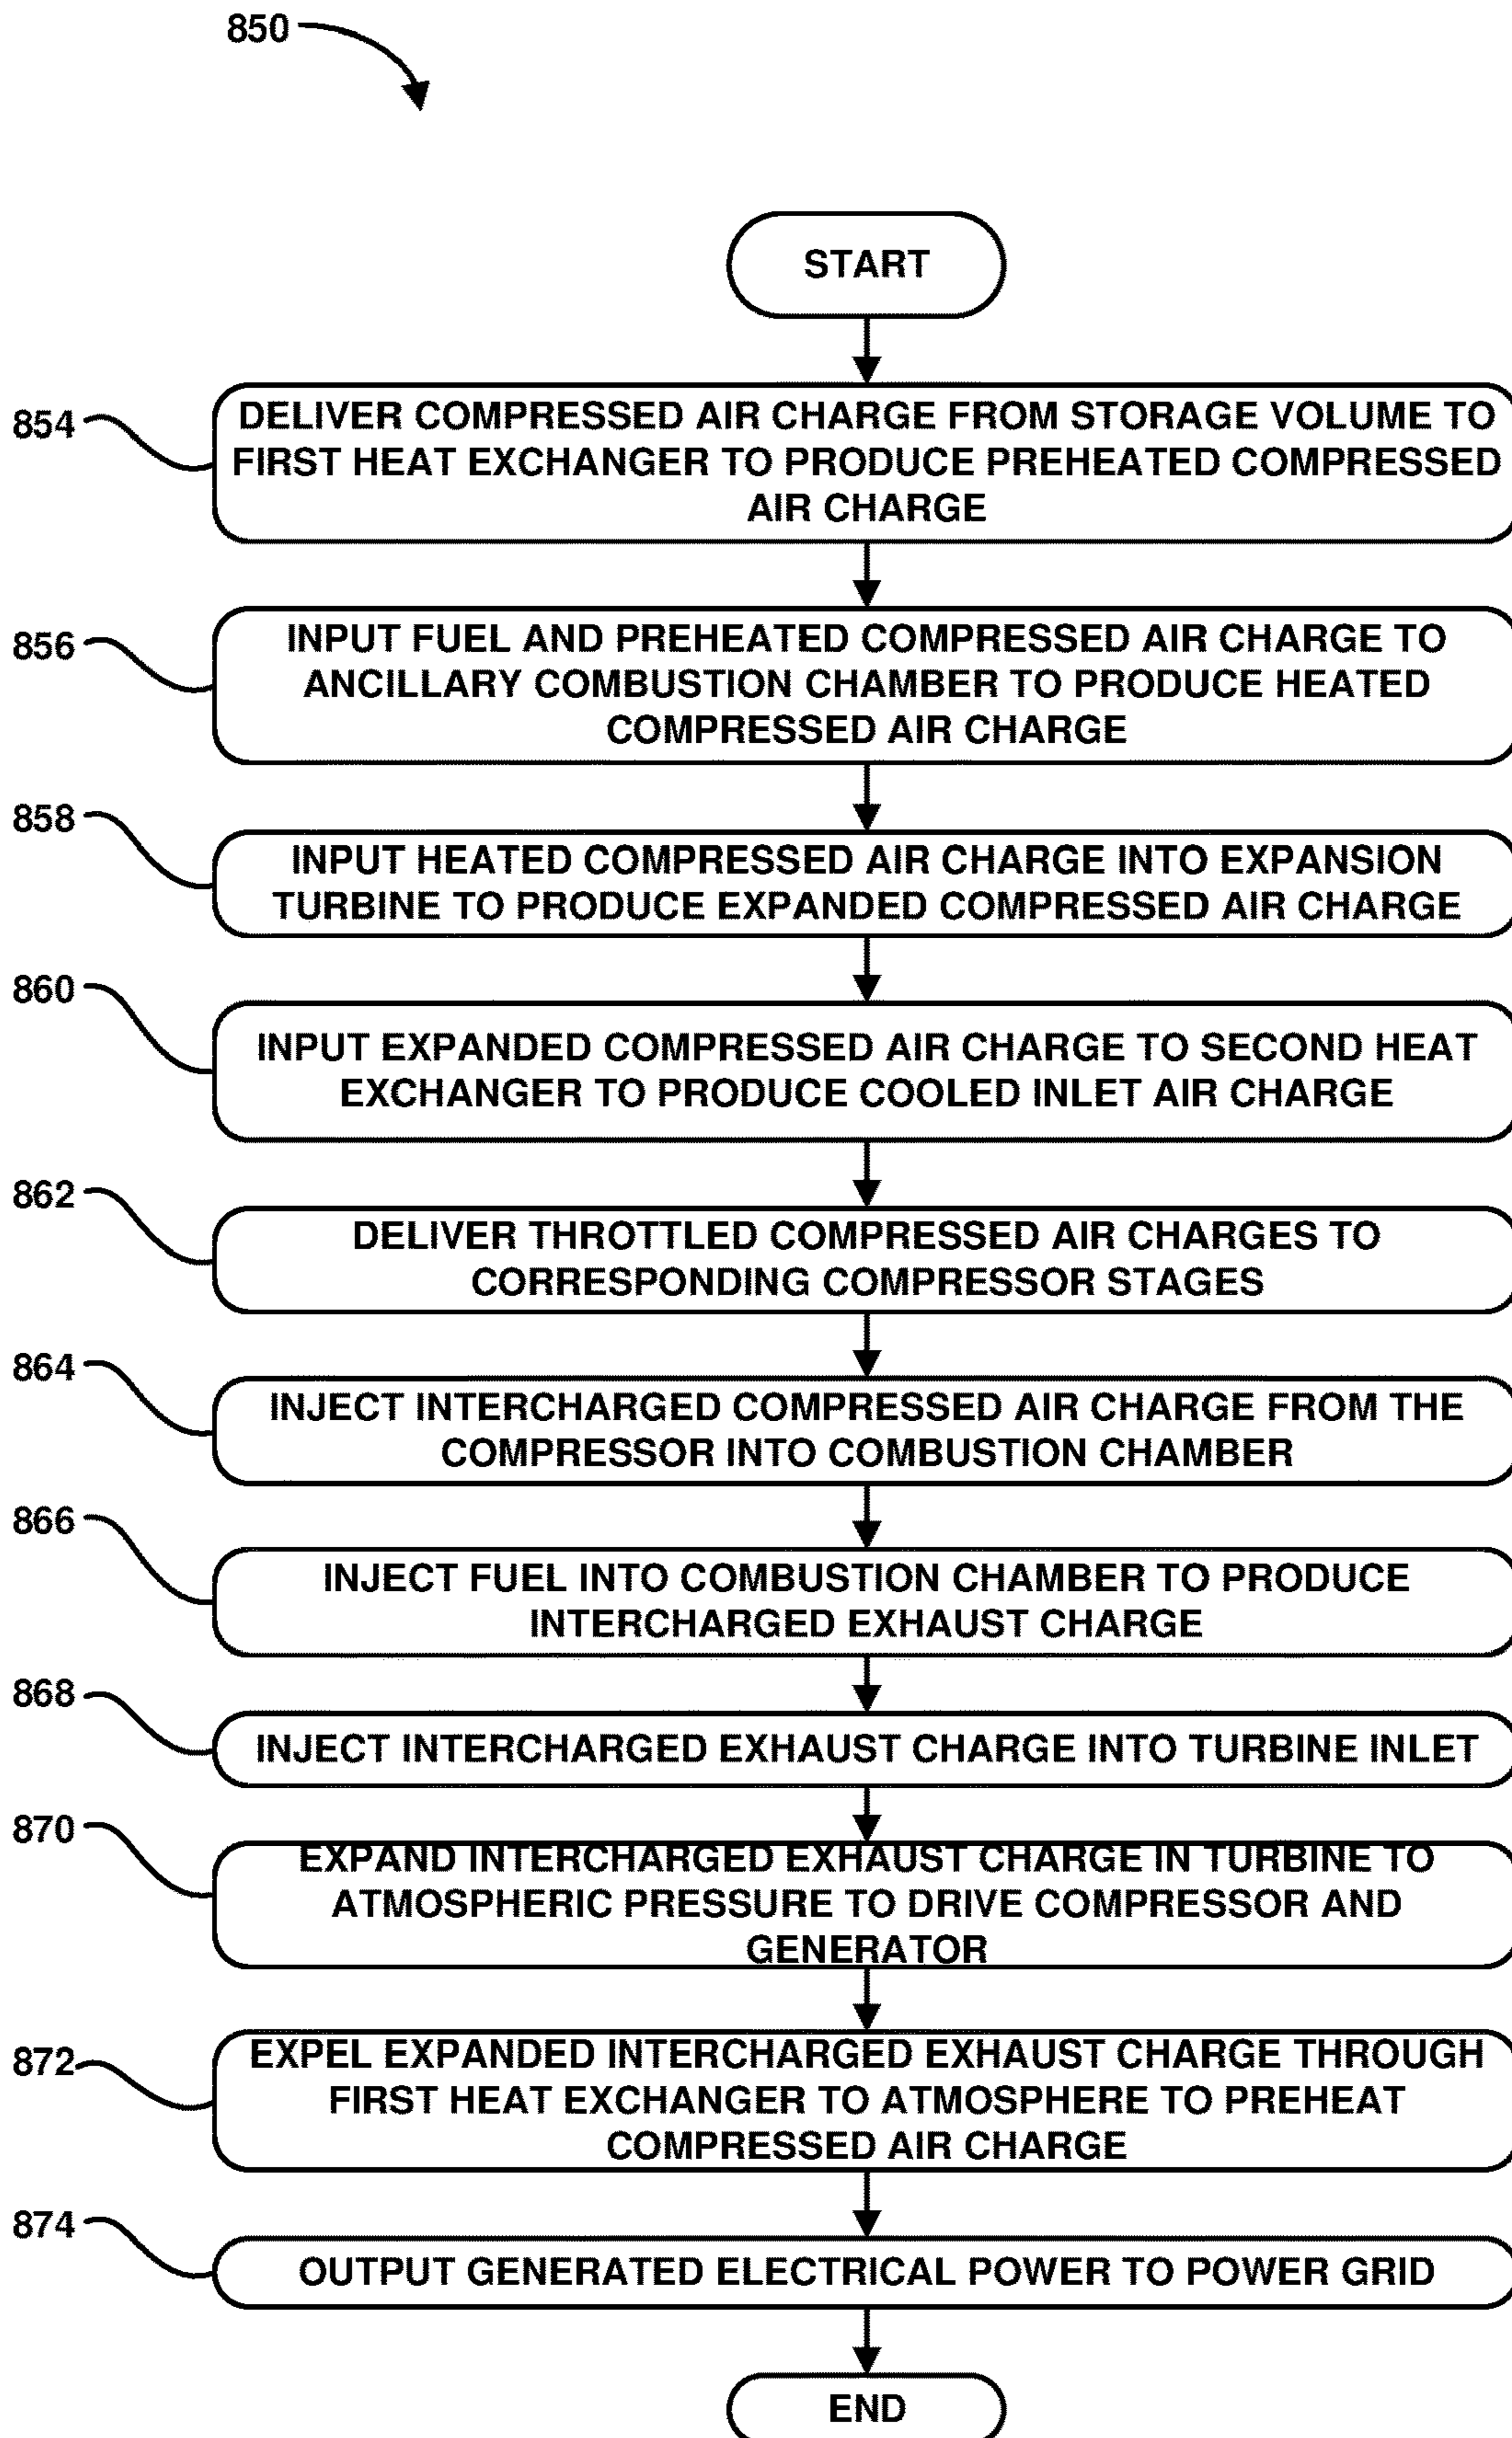 850
START
854
DELIVER COMPRESSED AIR CHARGE FROM STORAGE VOLUME TO
FIRST HEAT EXCHANGER TO PRODUCE PREHEATED COMPRESSED
AIR CHARGE
856
INPUT FUEL AND PREHEATED COMPRESSED AIR CHARGE TO
ANCILLARY COMBUSTION CHAMBER TO PRODUCE HEATED
COMPRESSED AIR CHARGE
858
INPUT HEATED COMPRESSED AIR CHARGE INTO EXPANSION
TURBINE TO PRODUCE EXPANDED COMPRESSED AIR CHARGE
860
INPUT EXPANDED COMPRESSED AIR CHARGE TO SECOND HEAT
EXCHANGER TO PRODUCE COOLED INLET AIR CHARGE
862
DELIVER THROTTLED COMPRESSED AIR CHARGES TO
CORRESPONDING COMPRESSOR STAGES
864
INJECT INTERCHARGED COMPRESSED AIR CHARGE FROM THE
COMPRESSOR INTO COMBUSTION CHAMBER
866
INJECT FUEL INTO COMBUSTION CHAMBER TO PRODUCE
INTERCHARGED EXHAUST CHARGE
868
INJECT INTERCHARGED EXHAUST CHARGE INTO TURBINE INLET
870
EXPAND INTERCHARGED EXHAUST CHARGE IN TURBINE TO
ATMOSPHERIC PRESSURE TO DRIVE COMPRESSOR AND
GENERATOR
872
EXPEL EXPANDED INTERCHARGED EXHAUST CHARGE THROUGH
FIRST HEAT EXCHANGER TO ATMOSPHERE TO PREHEAT
COMPRESSED AIR CHARGE
874
OUTPUT GENERATED ELECTRICAL POWER TO POWER GRID
END